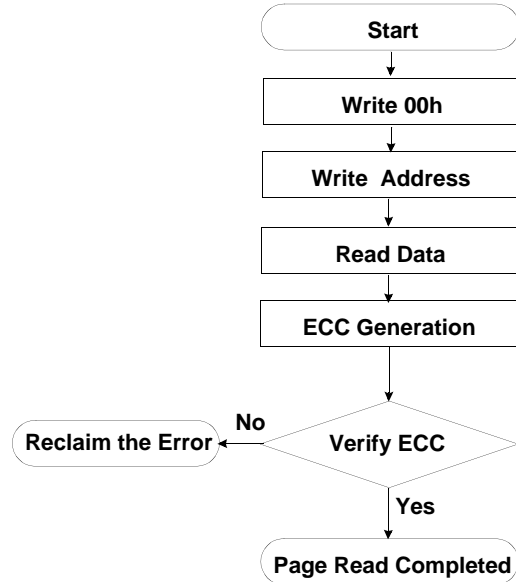 Start
Write 00h
Write  Address
Read Data
ECC Generation
No
Reclaim the Error
Verify ECC
Yes
Page Read Completed